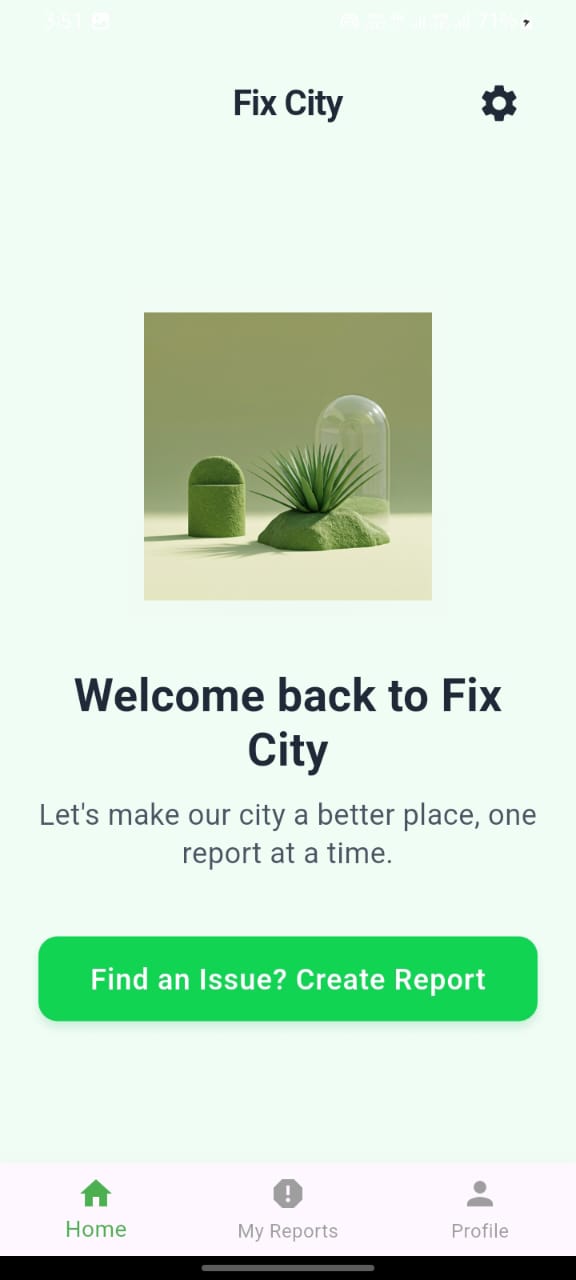 3:51
Fix City
Welcome back to Fix
City
Let's make our city a better place, one
report at a time.
Find an Issue? Create Report
Home
My Reports
Profile